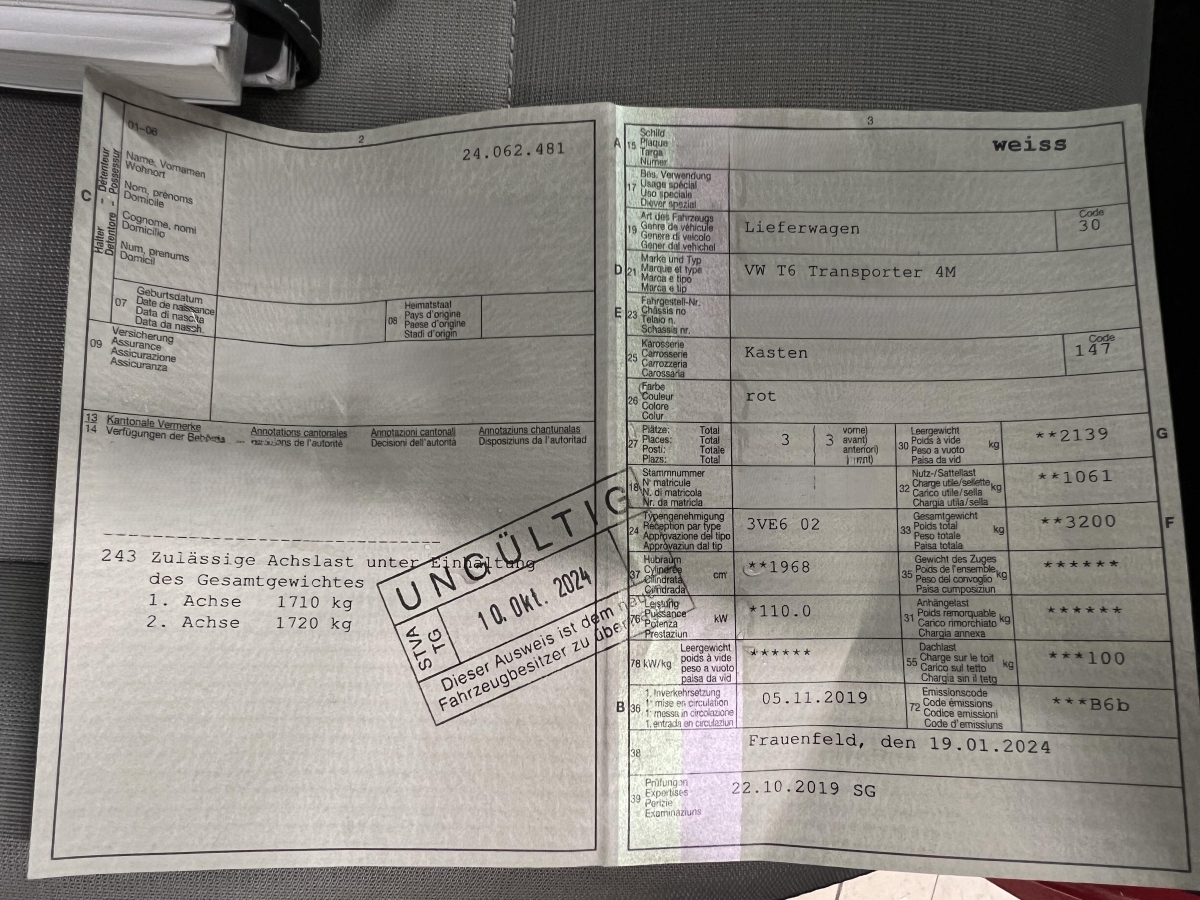 2
24.062.481
01-06
C
Halter Détenteur
Detentore Possessur
Name, Vornamen
Wohnort
Nom, prénoms
Domicile
Cognome, nomi
Domicilio
Num, prenums
Domicil
07
Geburtsdatum
Date de naissance
Data di nascita
Data da nasch.
08
Heimatstaat
Pays d'origine
Paese d'origine
Stadi d'origin
09
Versicherung
Assurance
Assicurazione
Assicuranza
13 Kantonale Vermerke Annotations cantonales Annotazioni cantonali Annotaziuns chantunalas
14 Verfügungen der de l'autorité Decisioni dell'autorità Disposiziuns da l'autoritad
243 Zulässige Achslast unter Einhaltung
des Gesamtgewichtes
1. Achse 1710 kg
2. Achse 1720 kg
UNGÜLTIG
STVA
TG
10. Okt. 2024
Dieser Ausweis ist dem
Fahrzeugbesitzer zu
3
A 15
Schild
Plaque
Targa
Numer
weiss
17
Bes. Verwendung
Usage spécial
Uso speciale
Diever spezial
19
Art des Fahrzeugs
Genre de véhicule
Genere di veicolo
Gener dal vehichel
Lieferwagen
Code
30
D 21
Marke und Typ
Marque et type
Marca e tipo
Marca e tip
VW T6 Transporter 4M
E 23
Fahrgestell-Nr.
Châssis no
Telaio n.
Schassis nr.
25
Karosserie
Carrosserie
Carrozzeria
Carossaria
Kasten
Code
147
26
Farbe
Couleur
Colore
Colur
rot
27
Plätze: Total
Places: Total
Posti: Totale
Plazs: Total
3
3
vorne)
avant)
anteriori)
30
Leergewicht
Poids à vide
Peso a vuoto
Paisa da vid
kg
**2139
G
18
Stammnummer
N° matricule
N. di matricola
Nr. da matricla
32
Nutz-/Sattellast
Charge utile/sellette
Carico utile/sella
Chargia utila/sella
kg
**1061
24
Typengenehmigung
Réception par type
Approvazione del tipo
Approvaziun dal tip
3VE6 02
33
Gesamtgewicht
Poids total
Peso totale
Paisa totala
kg
**3200
F
37
Hubraum
Cylindrée
Cilindrata
Cilindrada
cm³
**1968
35
Gewicht des Zuges
Poids de l'ensemble
Peso del convoglio
Paisa cumposiziun
kg
******
76
Leistung
Puissance
Potenza
Prestaziun
kW
*110.0
31
Anhängelast
Poids remorquable
Carico rimorchiato
Chargia annexa
kg
******
78 kW/kg
Leergewicht
poids à vide
peso a vuoto
paisa da vid
******
55
Dachlast
Charge sur le toit
Carico sul tetto
Chargia sin il tetg
kg
***100
B 36
1. Inverkehrsetzung
1re mise en circulation
1a messa in circolazione
1. entrada en circulaziun
05.11.2019
72
Emissionscode
Code émissions
Codice emissioni
Code d'emissiuns
***B6b
38
Frauenfeld, den 19.01.2024
39
Prüfungen
Expertises
Perizie
Examinaziuns
22.10.2019 SG